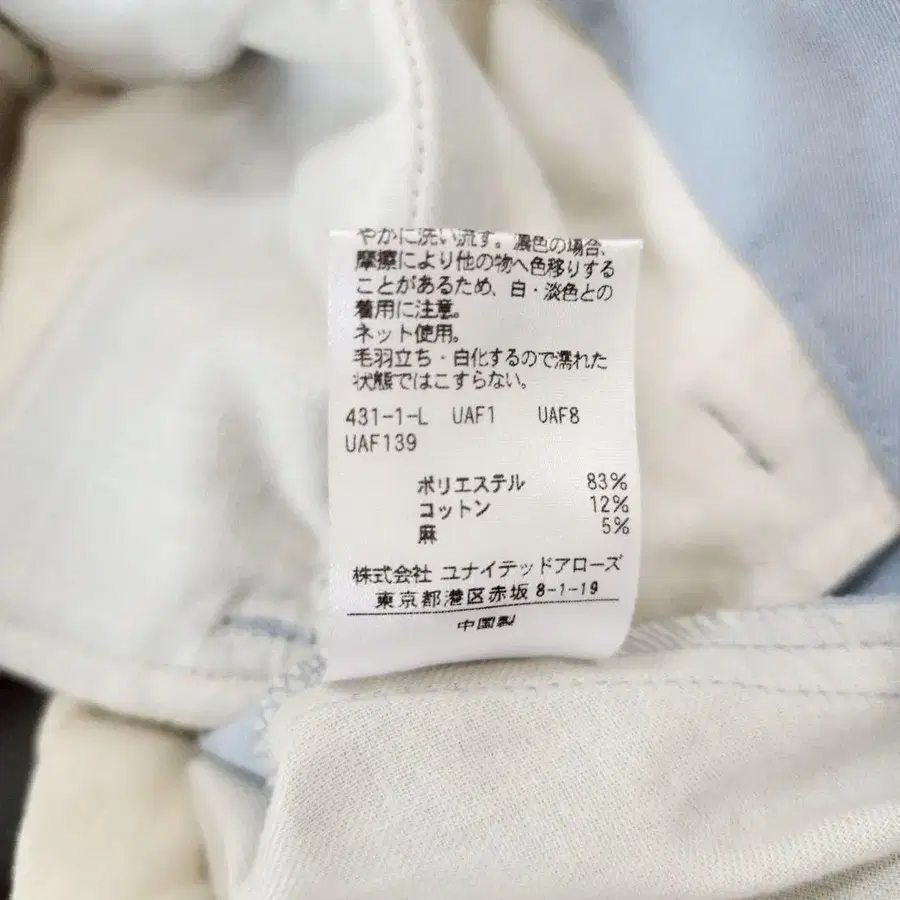 やかに洗い流す。濃色の場合、
摩擦により他の物へ色移りする
ことがあるため、白・淡色との
着用に注意。
ネット使用。
毛羽立ち・白化するので濡れた
状態ではこすらない。
431-1-L UAF1 UAF8
UAF139
ポリエステル 83%
コットン 12%
麻 5%
株式会社 ユナイテッドアローズ
東京都港区赤坂 8-1-19
中国製